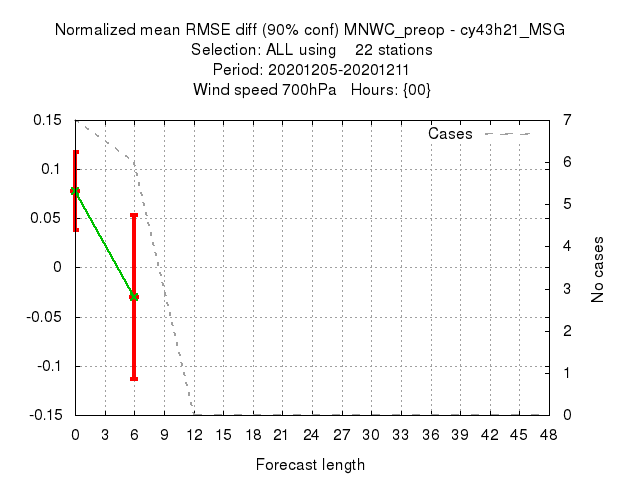 Normalized mean RMSE diff (90% conf) MNWC_preop - cy43h21_MSG
Selection: ALL using 22 stations
Period: 20201205-20201211
Wind speed 700hPa Hours: {00}
Cases
0.15
0.1
0.05
0
-0.05
-0.1
-0.15
7
6
5
4
3
2
1
0
No cases
0 3 6 9 12 15 18 21 24 27 30 33 36 39 42 45 48
Forecast length